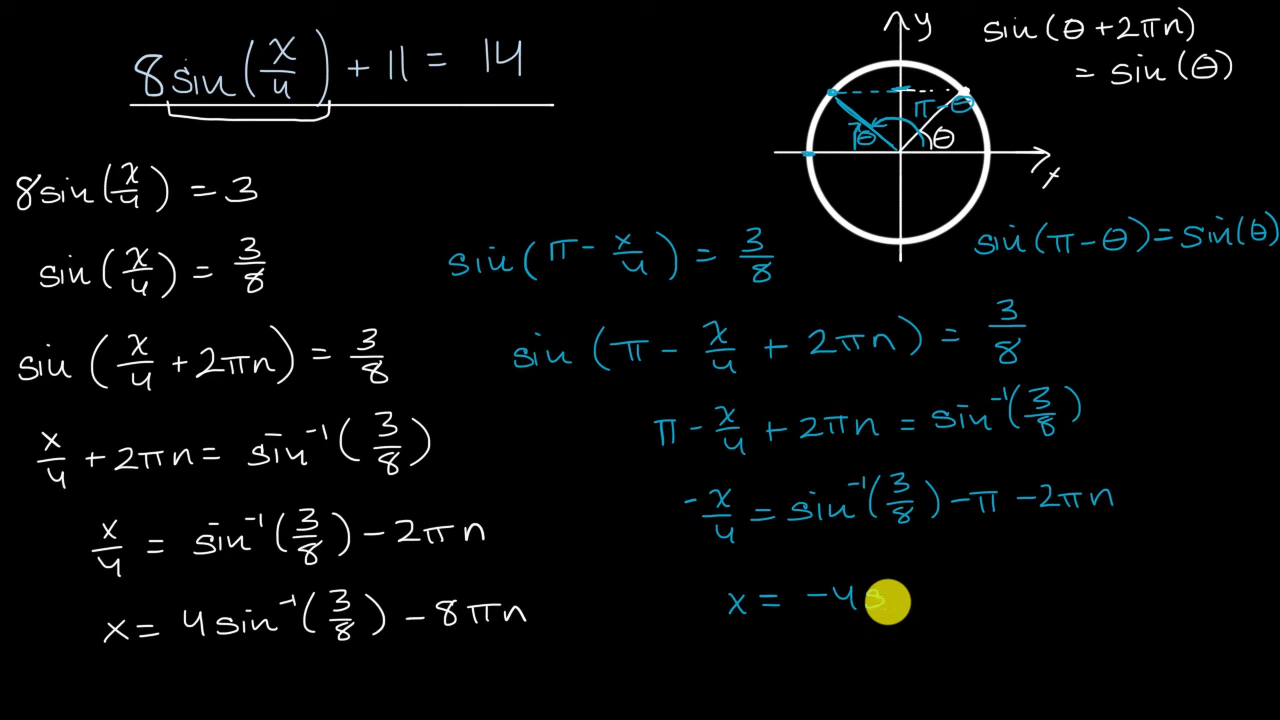 8sin(x/4) + 11 = 14
8sin(x/4) = 3
sin(x/4) = 3/8
sin(x/4 + 2πn) = 3/8
x/4 + 2πn = sin⁻¹(3/8)
x/4 = sin⁻¹(3/8) - 2πn
x = 4sin⁻¹(3/8) - 8πn
y
x
π-θ
θ
θ
sin(θ + 2πn)
= sin(θ)
sin(π - θ) = sin(θ)
sin(π - x/4) = 3/8
sin(π - x/4 + 2πn) = 3/8
π - x/4 + 2πn = sin⁻¹(3/8)
-x/4 = sin⁻¹(3/8) - π - 2πn
x = -4s